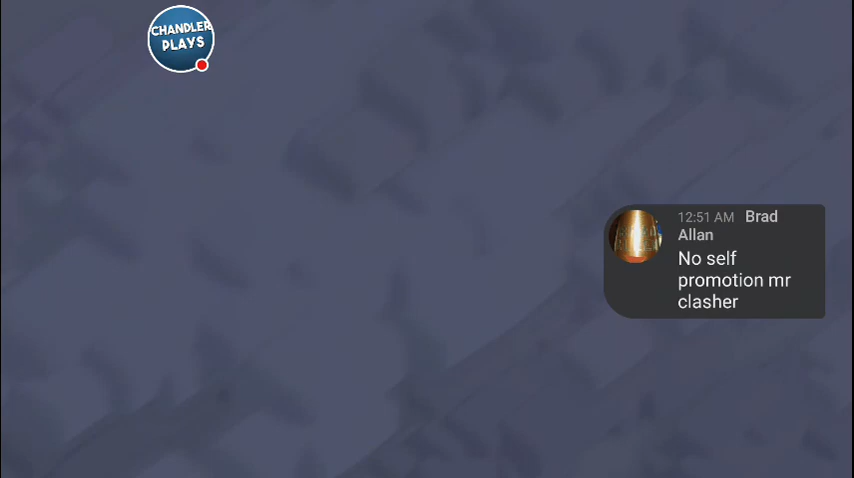 CHANDLER
PLAYS
12:51 AM Brad
Allan
No self
promotion mr
clasher